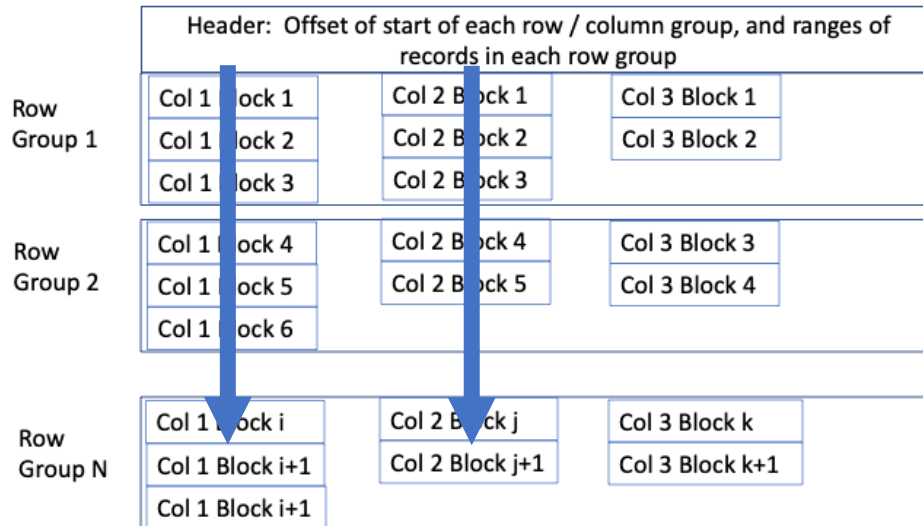 Header: Offset of start of each row / column group, and ranges of
records in each row group
Row
Group 1
Col 1 Block 1
Col 2 Block 1
Col 3 Block 1
Col 1 Block 2
Col 2 Block 2
Col 3 Block 2
Col 1 Block 3
Col 2 Block 3
Row
Group 2
Col 1 Block 4
Col 2 Block 4
Col 3 Block 3
Col 1 Block 5
Col 2 Block 5
Col 3 Block 4
Col 1 Block 6
Row
Group N
Col 1 Block i
Col 2 Block j
Col 3 Block k
Col 1 Block i+1
Col 2 Block j+1
Col 3 Block k+1
Col 1 Block i+1